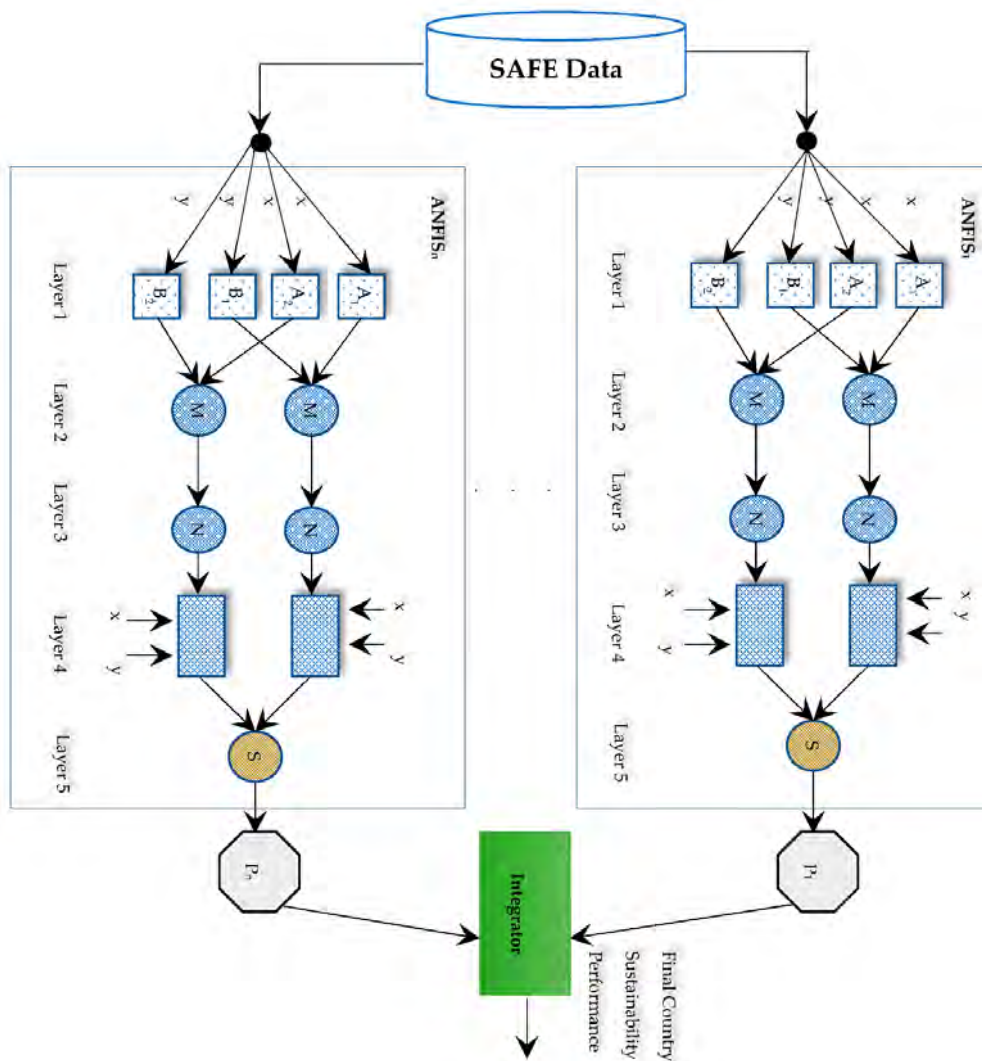 SAFE Data
ANFISn
x
x
y
y
A1
A2
B1
B2
Layer 1
M
M
Layer 2
N
N
Layer 3
x
y
x
y
Layer 4
S
Layer 5
Pn
ANFIS1
x
x
y
y
A1
A2
B1
B2
Layer 1
M
M
Layer 2
N
N
Layer 3
x
y
x
y
Layer 4
S
Layer 5
P1
Integrator
Final Country
Sustainability
Performance